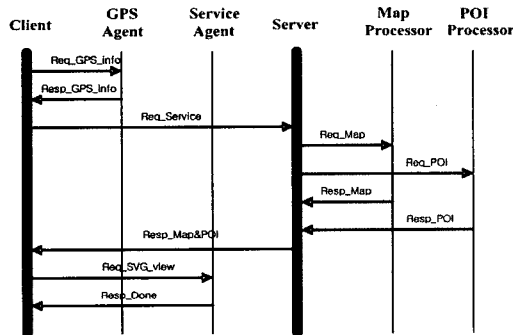 Client
GPS
Agent
Service
Agent
Server
Map
Processor
POI
Processor
Req_GPS_info
Resp_GPS_Info
Req_Service
Req_Map
Req_POI
Resp_Map
Resp_POI
Resp_Map&POI
Req_SVG_view
Resp_Done